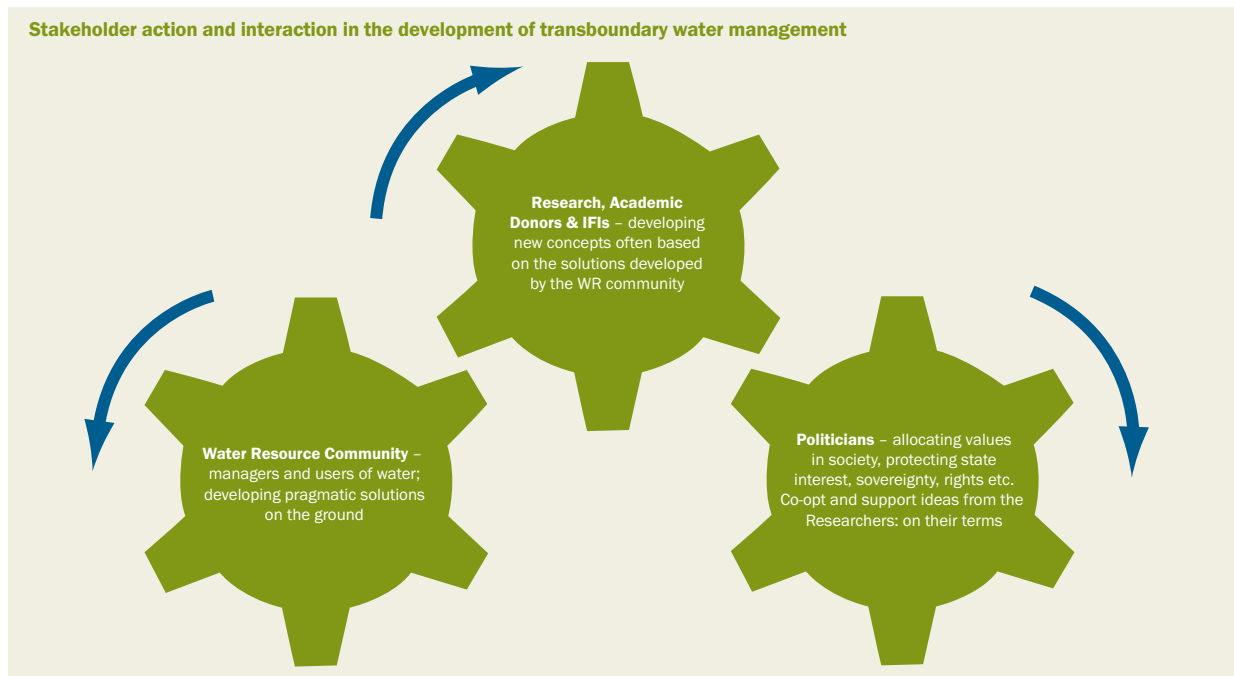 Stakeholder action and interaction in the development of transboundary water management
Research, Academic
Donors & IFIs – developing
new concepts often based
on the solutions developed
by the WR community
Water Resource Community –
managers and users of water;
developing pragmatic solutions
on the ground
Politicians – allocating values
in society, protecting state
interest, sovereignty, rights etc.
Co-opt and support ideas from the
Researchers: on their terms